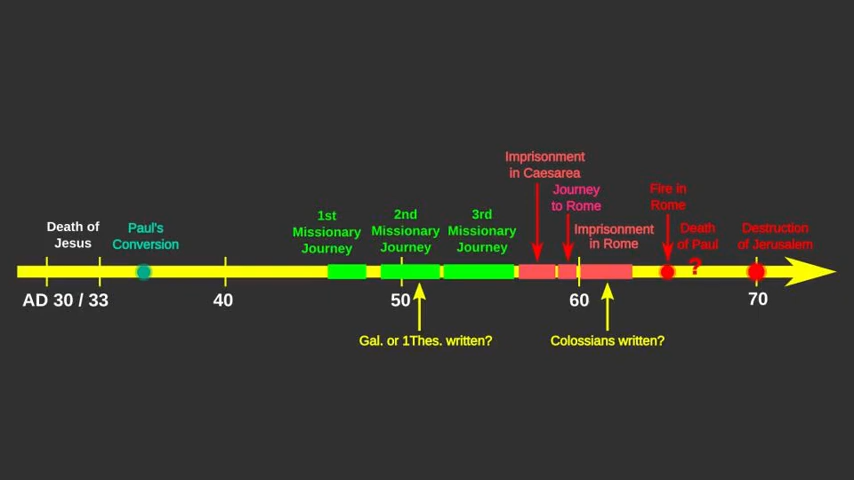 Imprisonment
in Caesarea
Journey
to Rome
Fire in
Rome
1st
Missionary
Journey
2nd
Missionary
Journey
3rd
Missionary
Journey
Death of
Jesus
Paul's
Conversion
Imprisonment
in Rome
Death
of Paul
?
Destruction
of Jerusalem
AD 30 / 33
40
50
60
70
Gal. or 1Thes. written?
Colossians written?